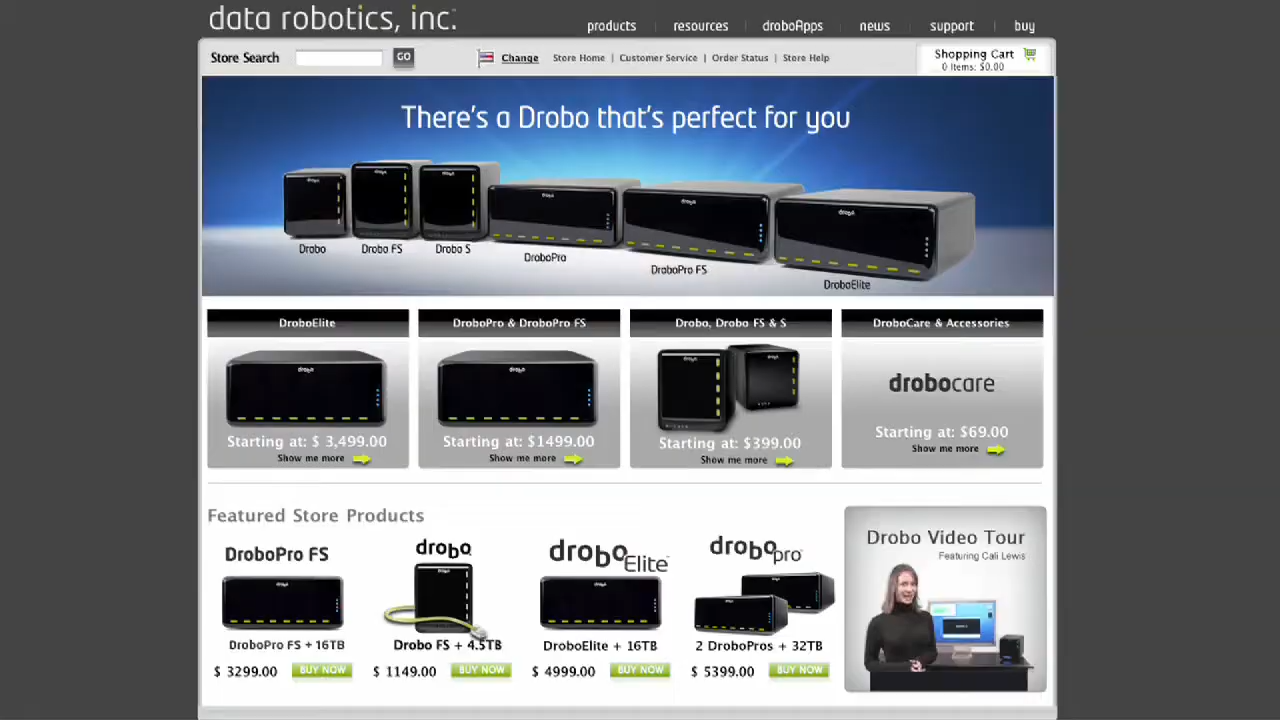 data robotics, inc.™
products | resources | droboApps | news | support | buy
Store Search GO Change Store Home | Customer Service | Order Status | Store Help
Shopping Cart
0 Items: $0.00
There's a Drobo that's perfect for you
Drobo
Drobo FS
Drobo S
DroboPro
DroboPro FS
DroboElite
DroboElite
drobo
Starting at: $ 3,499.00
Show me more
DroboPro & DroboPro FS
drobo
Starting at: $1499.00
Show me more
Drobo, Drobo FS & S
Starting at: $399.00
Show me more
DroboCare & Accessories
drobocare
Starting at: $69.00
Show me more
Featured Store Products
DroboPro FS
DroboPro FS + 16TB
$ 3299.00 BUY NOW
drobo
Drobo FS + 4.5TB
$ 1149.00 BUY NOW
droboElite™
DroboElite + 16TB
$ 4999.00 BUY NOW
drobopro™
2 DroboPros + 32TB
$ 5399.00 BUY NOW
Drobo Video Tour
Featuring Cali Lewis